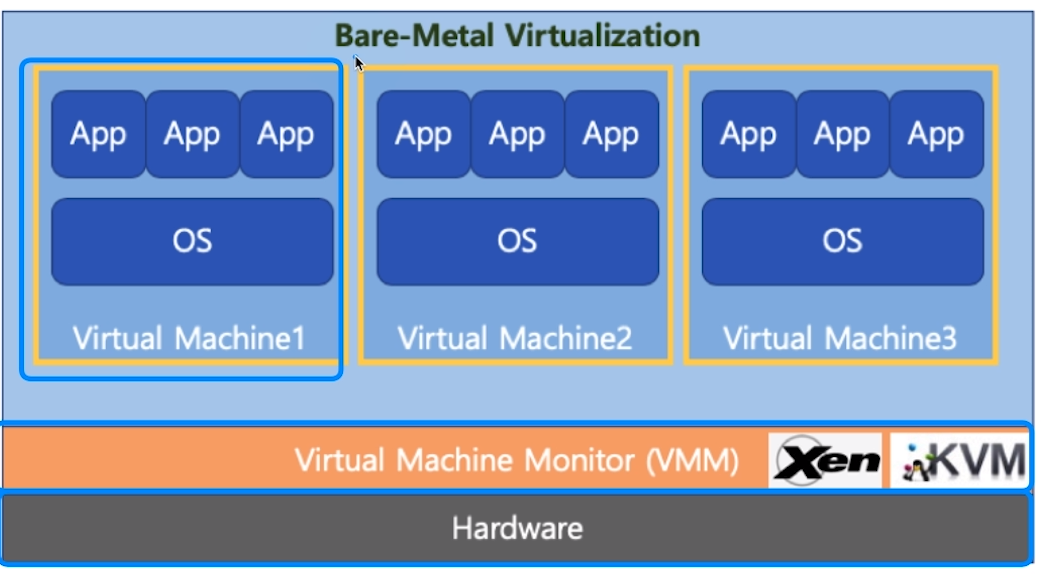 Bare-Metal Virtualization
App App App
OS
Virtual Machine1
App App App
OS
Virtual Machine2
App App App
OS
Virtual Machine3
Virtual Machine Monitor (VMM) Xen KVM
Hardware